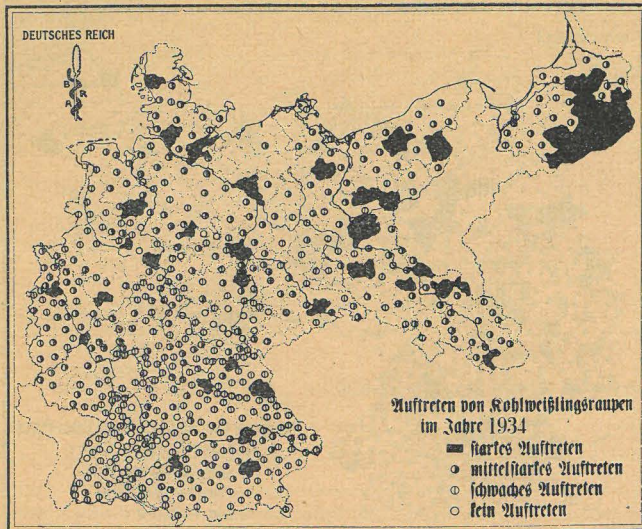 DEUTSCHES REICH
B
R
A
Auftreten von Kohlweißlingsraupen
im Jahre 1934
starkes Auftreten
mittelstarkes Auftreten
schwaches Auftreten
kein Auftreten